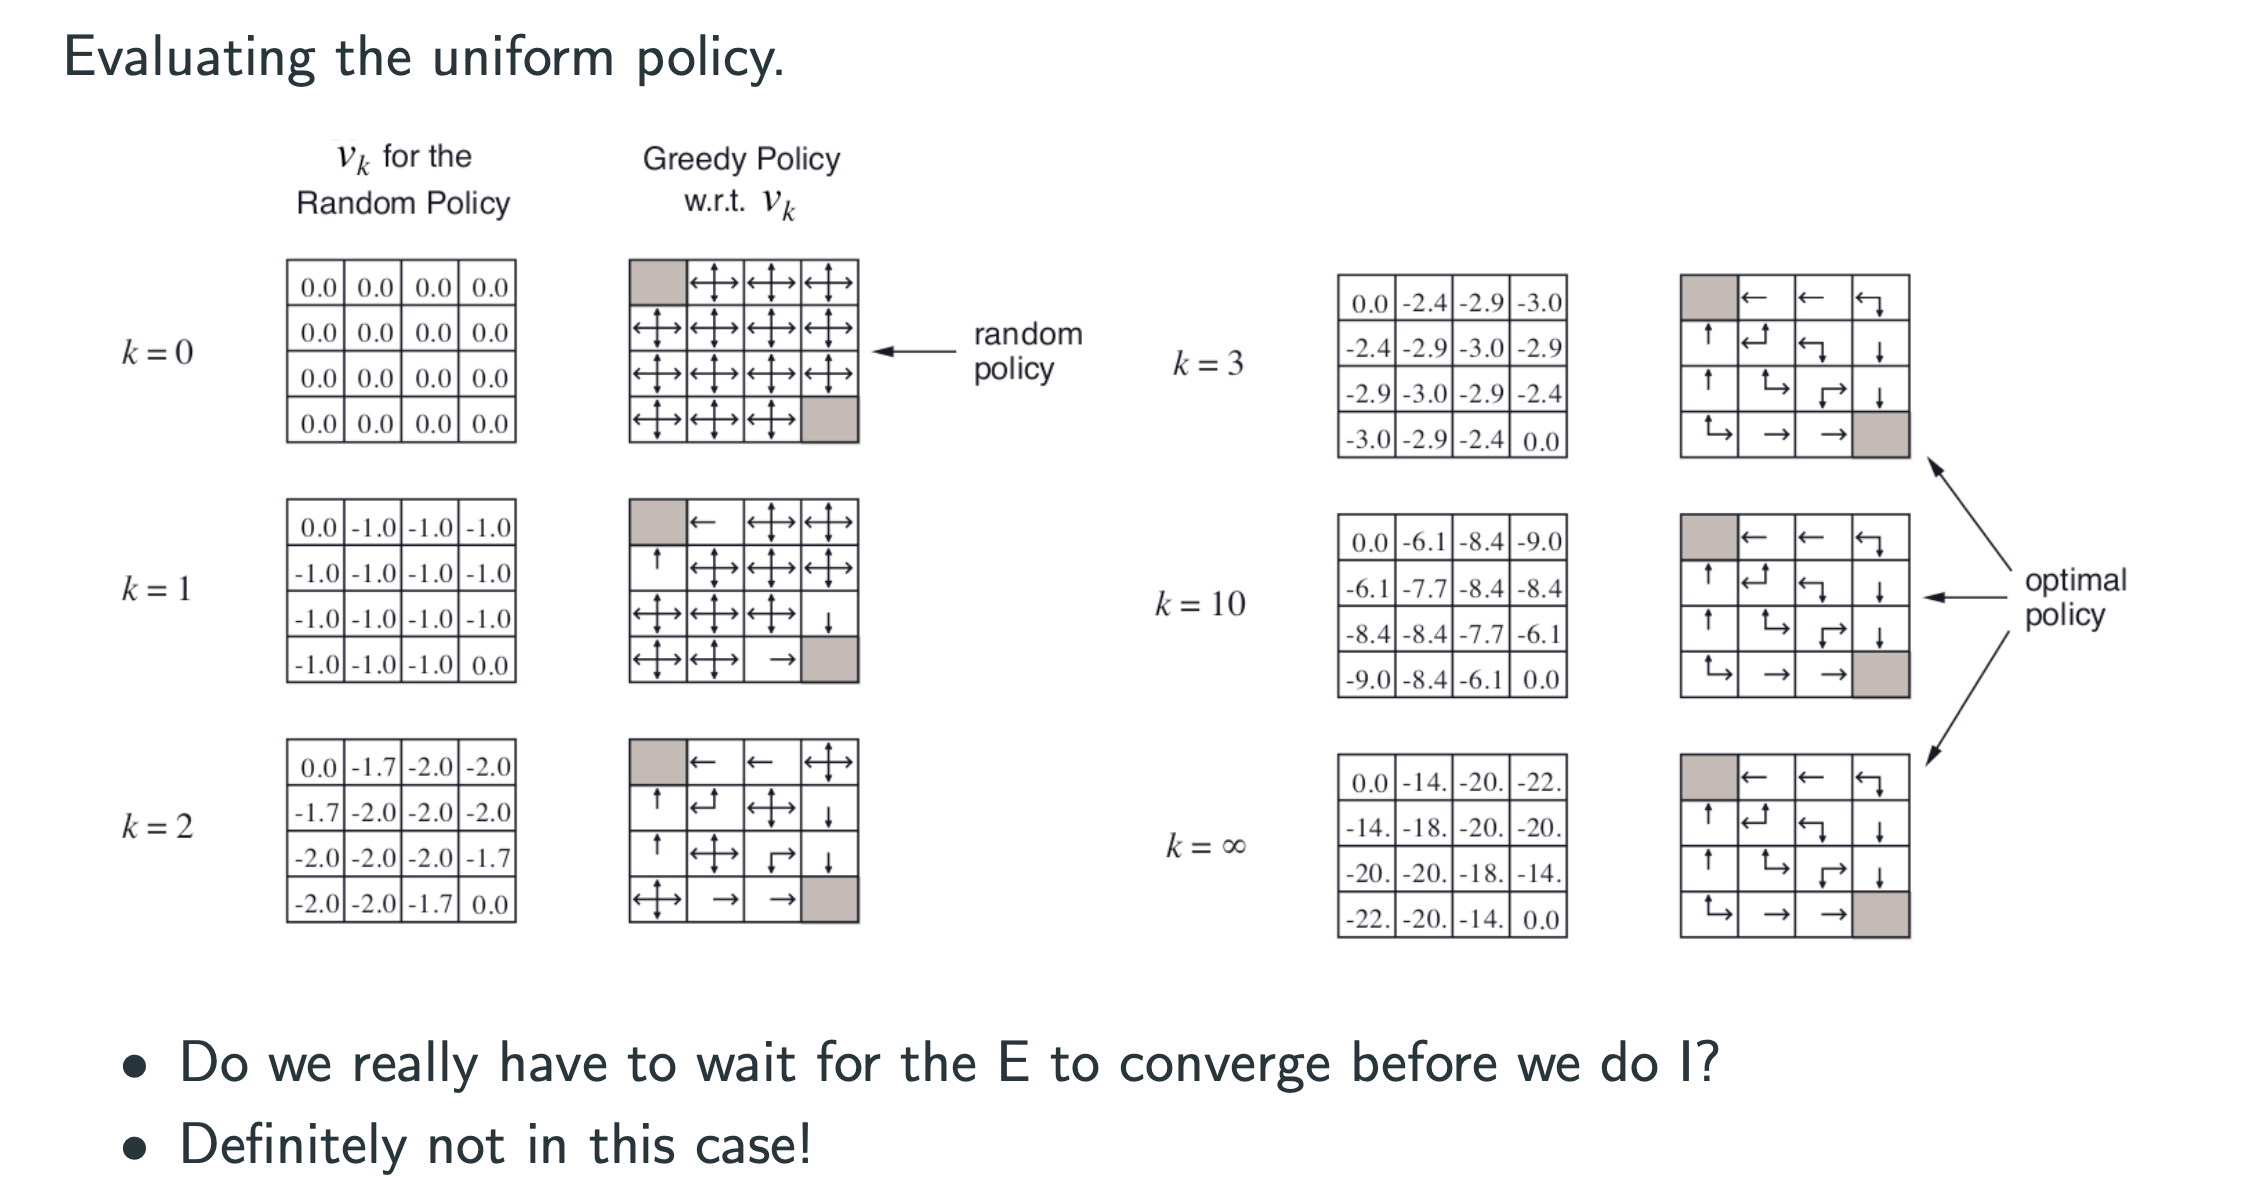 Evaluating the uniform policy.
vk for the
Random Policy
Greedy Policy
w.r.t. vk
k = 0
0.0 0.0 0.0 0.0
0.0 0.0 0.0 0.0
0.0 0.0 0.0 0.0
0.0 0.0 0.0 0.0
random
policy
k = 1
0.0 -1.0 -1.0 -1.0
-1.0 -1.0 -1.0 -1.0
-1.0 -1.0 -1.0 -1.0
-1.0 -1.0 -1.0 0.0
k = 2
0.0 -1.7 -2.0 -2.0
-1.7 -2.0 -2.0 -2.0
-2.0 -2.0 -2.0 -1.7
-2.0 -2.0 -1.7 0.0
k = 3
0.0 -2.4 -2.9 -3.0
-2.4 -2.9 -3.0 -2.9
-2.9 -3.0 -2.9 -2.4
-3.0 -2.9 -2.4 0.0
k = 10
0.0 -6.1 -8.4 -9.0
-6.1 -7.7 -8.4 -8.4
-8.4 -8.4 -7.7 -6.1
-9.0 -8.4 -6.1 0.0
optimal
policy
k = ∞
0.0 -14. -20. -22.
-14. -18. -20. -20.
-20. -20. -18. -14.
-22. -20. -14. 0.0
• Do we really have to wait for the E to converge before we do I?
• Definitely not in this case!